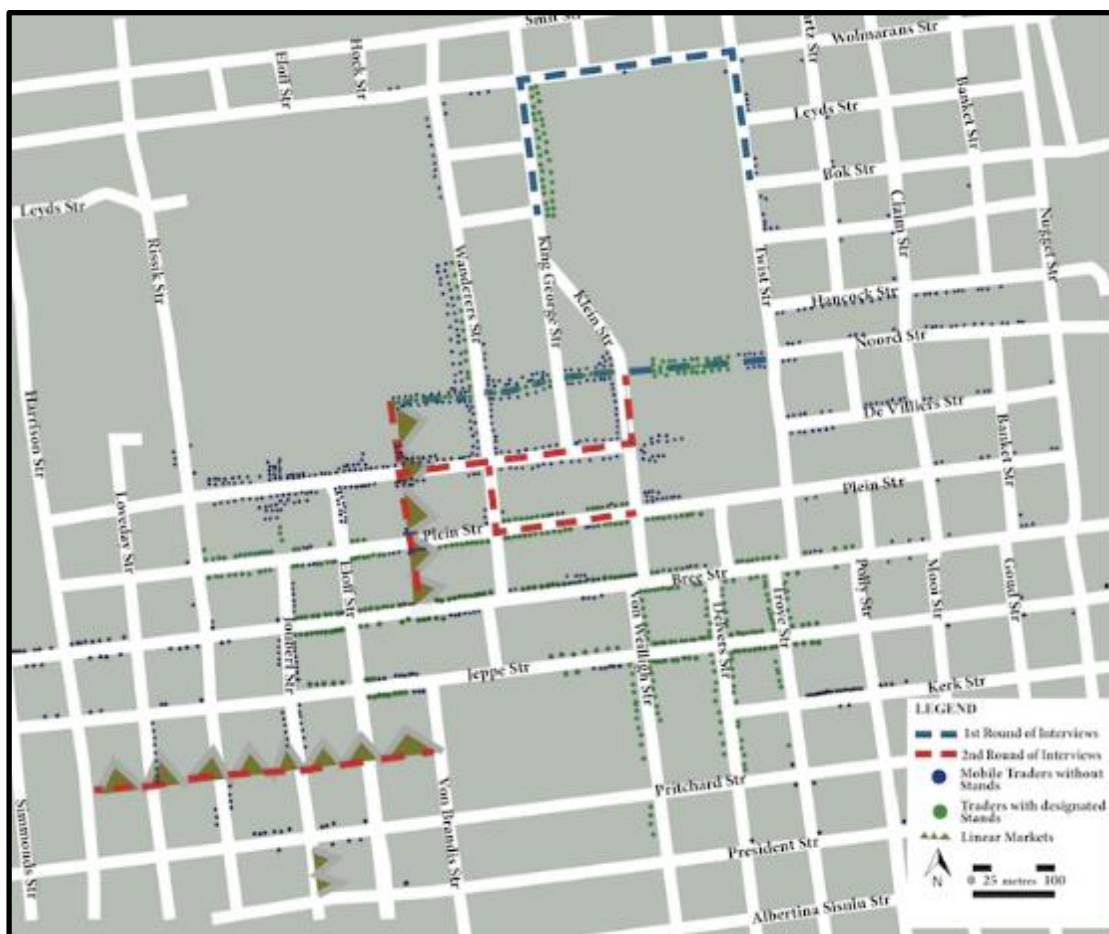 Smit Str
Wolmarans Str
Eloff Str
Hock Str
Banket Str
Leyds Str
Bok Str
Leyds Str
Claim Str
Nugget Str
Rissik Str
Wanderers Str
King George Str
Klein Str
Twist Str
Hancock Str
Noord Str
De Villiers Str
Harrison Str
Loveday Str
Banket Str
Plein Str
Plein Str
Eloff Str
Bree Str
Polly Str
Mooi Str
Goud Str
Joubert Str
Von Weilligh Str
Delvers Str
Trove Str
Jeppe Str
Kerk Str
LEGEND
1st Round of Interviews
2nd Round of Interviews
Mobile Traders without
Stands
Traders with designated
Stands
Linear Markets
N
0 25 metres 100
Simmonds Str
Von Brandis Str
Pritchard Str
President Str
Albertina Sisulu Str